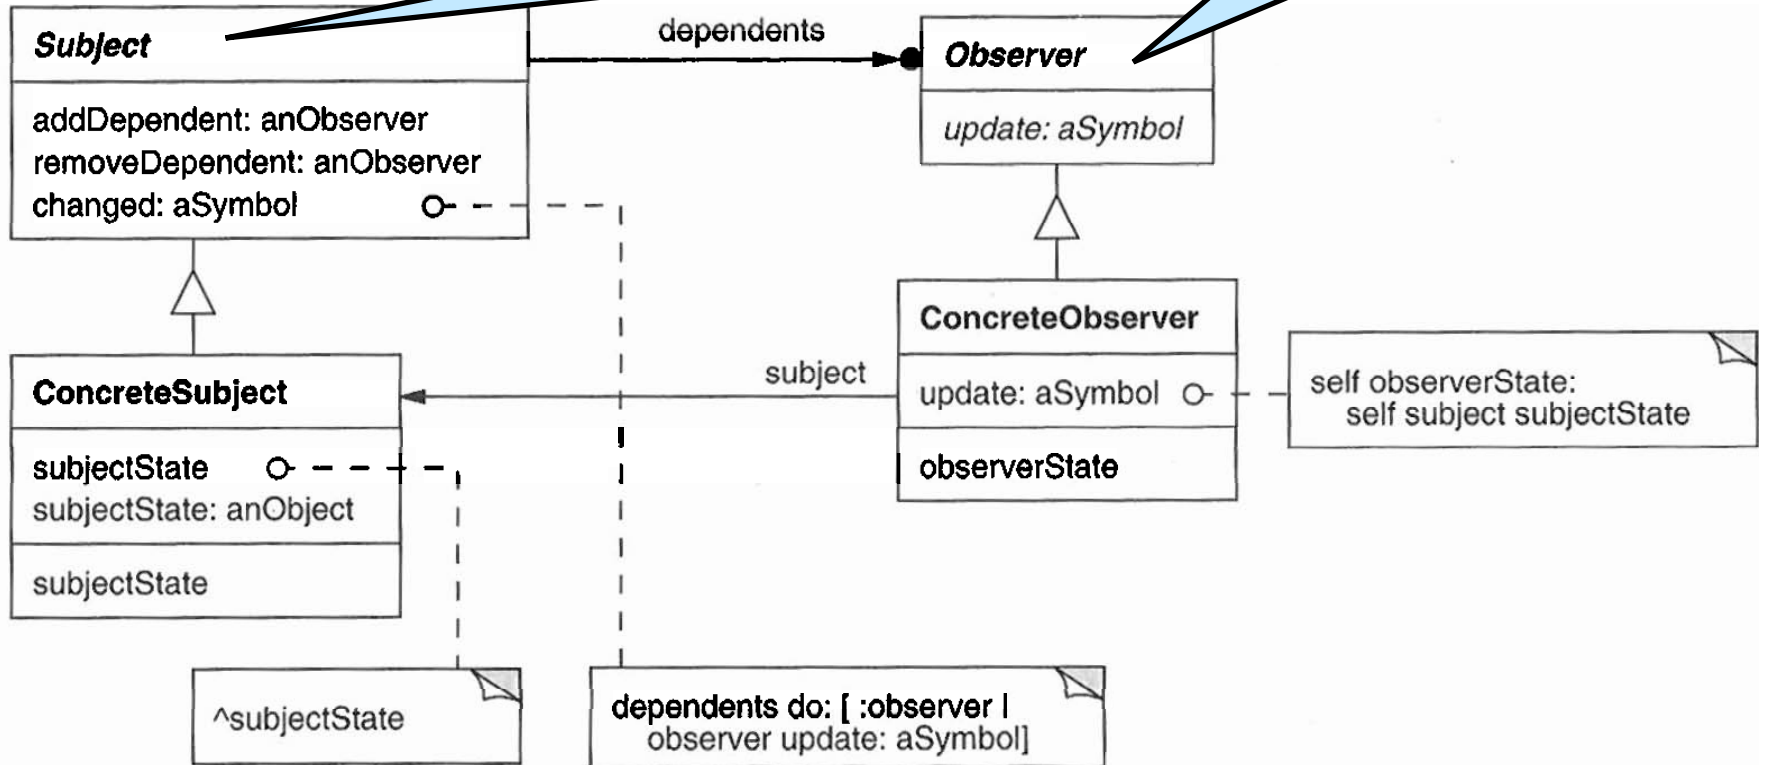 Subject
addDependent: anObserver
removeDependent: anObserver
changed: aSymbol
dependents
Observer
update: aSymbol
ConcreteSubject
subjectState
subjectState: anObject
subjectState
subject
ConcreteObserver
update: aSymbol
observerState
self observerState:
self subject subjectState
^subjectState
dependents do: [ :observer |
observer update: aSymbol]